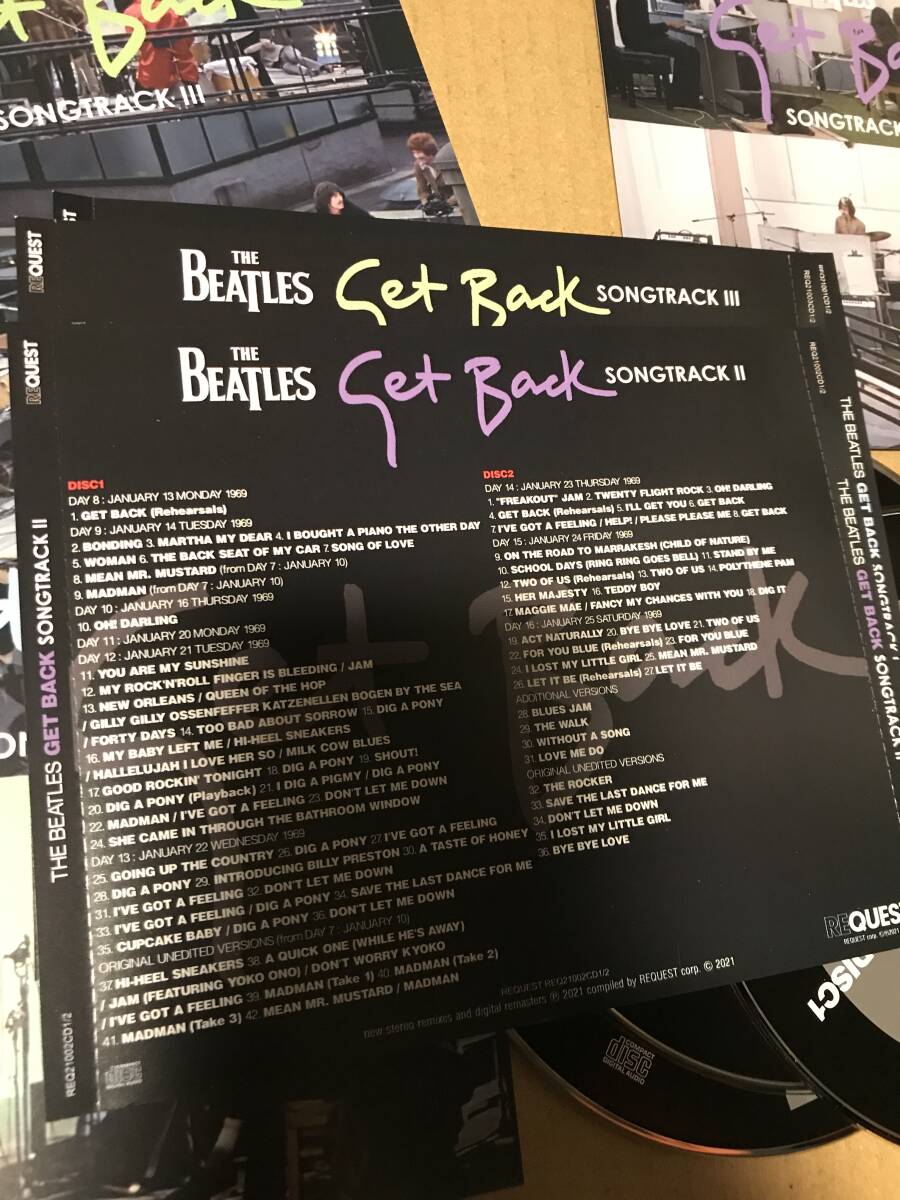 et Back
SONGTRACK III
Get Ba
SONGTRACK
THE
BEATLES
Get Back
SONGTRACK III
REQUEST
REQ21003CD1/2
THE
BEATLES
Get Back
SONGTRACK II
REQUEST
REQ21002CD1/2
THE BEATLES GET BACK SONGTRACK II
REQ21002CD1/2
DISC1
DAY 8 : JANUARY 13 MONDAY 1969
1. GET BACK (Rehearsals)
DAY 9 : JANUARY 14 TUESDAY 1969
2. BONDING 3. MARTHA MY DEAR 4. I BOUGHT A PIANO THE OTHER DAY
5. WOMAN 6. THE BACK SEAT OF MY CAR 7. SONG OF LOVE
8. MEAN MR. MUSTARD (from DAY 7 : JANUARY 10)
9. MADMAN (from DAY 7 : JANUARY 10)
DAY 10 : JANUARY 16 THURSDAY 1969
10. OH! DARLING
DAY 11 : JANUARY 20 MONDAY 1969
DAY 12 : JANUARY 21 TUESDAY 1969
11. YOU ARE MY SUNSHINE
12. MY ROCK'N'ROLL FINGER IS BLEEDING / JAM
13. NEW ORLEANS / QUEEN OF THE HOP
/ GILLY GILLY OSSENFEFFER KATZENELLEN BOGEN BY THE SEA
/ FORTY DAYS 14. TOO BAD ABOUT SORROW 15. DIG A PONY
16. MY BABY LEFT ME / HI-HEEL SNEAKERS
/ HALLELUJAH I LOVE HER SO / MILK COW BLUES
17. GOOD ROCKIN' TONIGHT 18. DIG A PONY 19. SHOUT!
20. DIG A PONY (Playback) 21. I DIG A PIGMY / DIG A PONY
22. MADMAN / I'VE GOT A FEELING 23. DON'T LET ME DOWN
24. SHE CAME IN THROUGH THE BATHROOM WINDOW
DAY 13 : JANUARY 22 WEDNESDAY 1969
25. GOING UP THE COUNTRY 26. DIG A PONY 27. I'VE GOT A FEELING
28. DIG A PONY 29. INTRODUCING BILLY PRESTON 30. A TASTE OF HONEY
31. I'VE GOT A FEELING 32. DON'T LET ME DOWN
33. I'VE GOT A FEELING / DIG A PONY 34. SAVE THE LAST DANCE FOR ME
35. CUPCAKE BABY / DIG A PONY 36. DON'T LET ME DOWN
ORIGINAL UNEDITED VERSIONS (from DAY 7 : JANUARY 10)
37. HI-HEEL SNEAKERS 38. A QUICK ONE (WHILE HE'S AWAY)
/ JAM (FEATURING YOKO ONO) / DON'T WORRY KYOKO
/ I'VE GOT A FEELING 39. MADMAN (Take 1) 40. MADMAN (Take 2)
41. MADMAN (Take 3) 42. MEAN MR. MUSTARD / MADMAN
DISC2
DAY 14 : JANUARY 23 THURSDAY 1969
1. "FREAKOUT" JAM 2. TWENTY FLIGHT ROCK 3. OH! DARLING
4. GET BACK (Rehearsals) 5. I'LL GET YOU 6. GET BACK
7. I'VE GOT A FEELING / HELP! / PLEASE PLEASE ME 8. GET BACK
DAY 15 : JANUARY 24 FRIDAY 1969
9. ON THE ROAD TO MARRAKESH (CHILD OF NATURE)
10. SCHOOL DAYS (RING RING GOES BELL) 11. STAND BY ME
12. TWO OF US (Rehearsals) 13. TWO OF US 14. POLYTHENE PAM
15. HER MAJESTY 16. TEDDY BOY
17. MAGGIE MAE / FANCY MY CHANCES WITH YOU 18. DIG IT
DAY 16 : JANUARY 25 SATURDAY 1969
19. ACT NATURALLY 20. BYE BYE LOVE 21. TWO OF US
22. FOR YOU BLUE (Rehearsals) 23. FOR YOU BLUE
24. I LOST MY LITTLE GIRL 25. MEAN MR. MUSTARD
26. LET IT BE (Rehearsals) 27. LET IT BE
ADDITIONAL VERSIONS
28. BLUES JAM
29. THE WALK
30. WITHOUT A SONG
31. LOVE ME DO
ORIGINAL UNEDITED VERSIONS
32. THE ROCKER
33. SAVE THE LAST DANCE FOR ME
34. DON'T LET ME DOWN
35. I LOST MY LITTLE GIRL
36. BYE BYE LOVE
REQUEST REQ21002CD1/2
new stereo remixes and digital remasters ℗ 2021 compiled by REQUEST corp. © 2021
COMPACT
disc
DIGITAL AUDIO
REQUEST
REQUEST corp. ©℗2021
THE BEATLES GET BACK SONGTRACK
THE BEATLES GET BACK SONGTRACK II
DISC1
COMPACT
disc
DIGITAL AUDIO